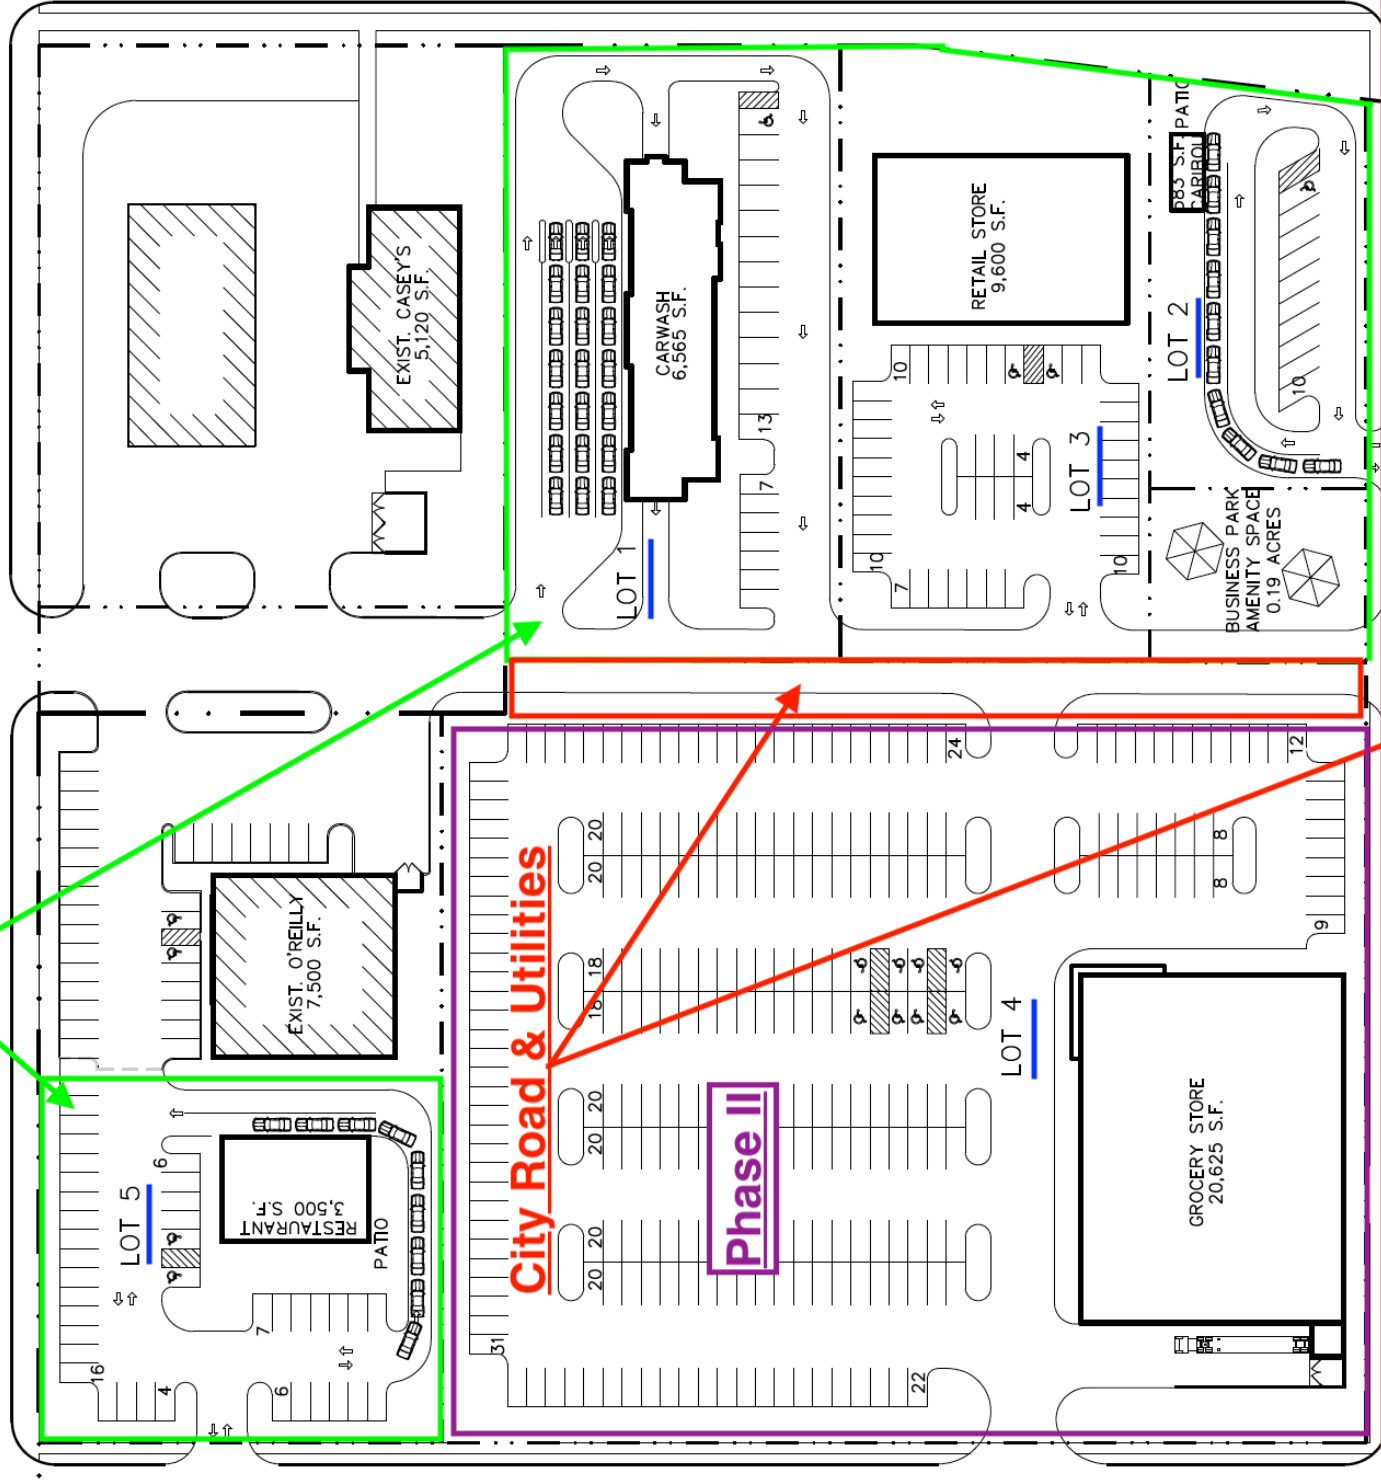 EXIST. CASEY'S
5,120 S.F.
CARWASH
6,565 S.F.
LOT 1
13
7
RETAIL STORE
9,600 S.F.
10
4
4
10
10
7
LOT 3
583 S.F. PATIO
CARIBOU
LOT 2
10
BUSINESS PARK
AMENITY SPACE
0.19 ACRES
EXIST. O'REILLY
7,500 S.F.
24
12
20
20
8
8
9
18
18
City Road & Utilities
LOT 4
20
20
Phase II
20
20
31
22
GROCERY STORE
20,625 S.F.
LOT 5
6
RESTAURANT
3,500 S.F.
PATIO
7
16
4
6